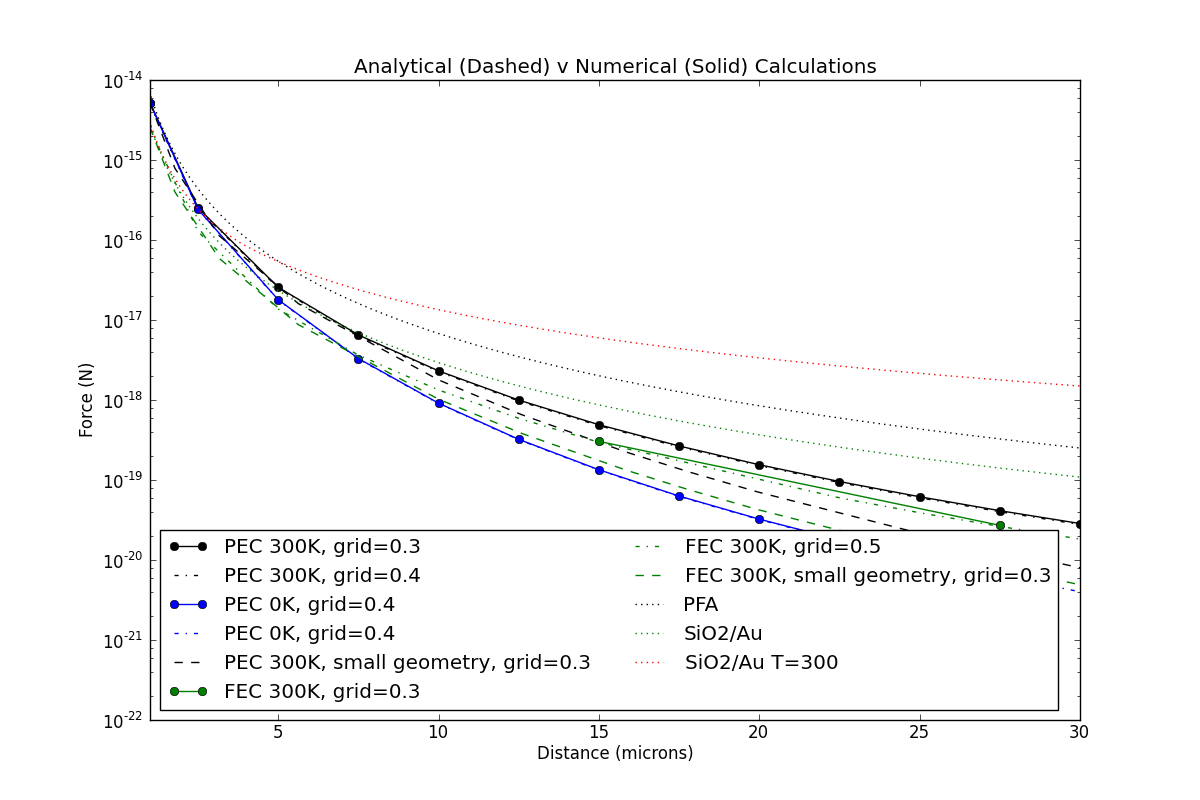 Analytical (Dashed) v Numerical (Solid) Calculations
10^-14
10^-15
10^-16
10^-17
10^-18
10^-19
10^-20
10^-21
10^-22
Force (N)
PEC 300K, grid=0.3
PEC 300K, grid=0.4
PEC 0K, grid=0.4
PEC 0K, grid=0.4
PEC 300K, small geometry, grid=0.3
FEC 300K, grid=0.3
FEC 300K, grid=0.5
FEC 300K, small geometry, grid=0.3
PFA
SiO2/Au
SiO2/Au T=300
5 10 15 20 25 30
Distance (microns)